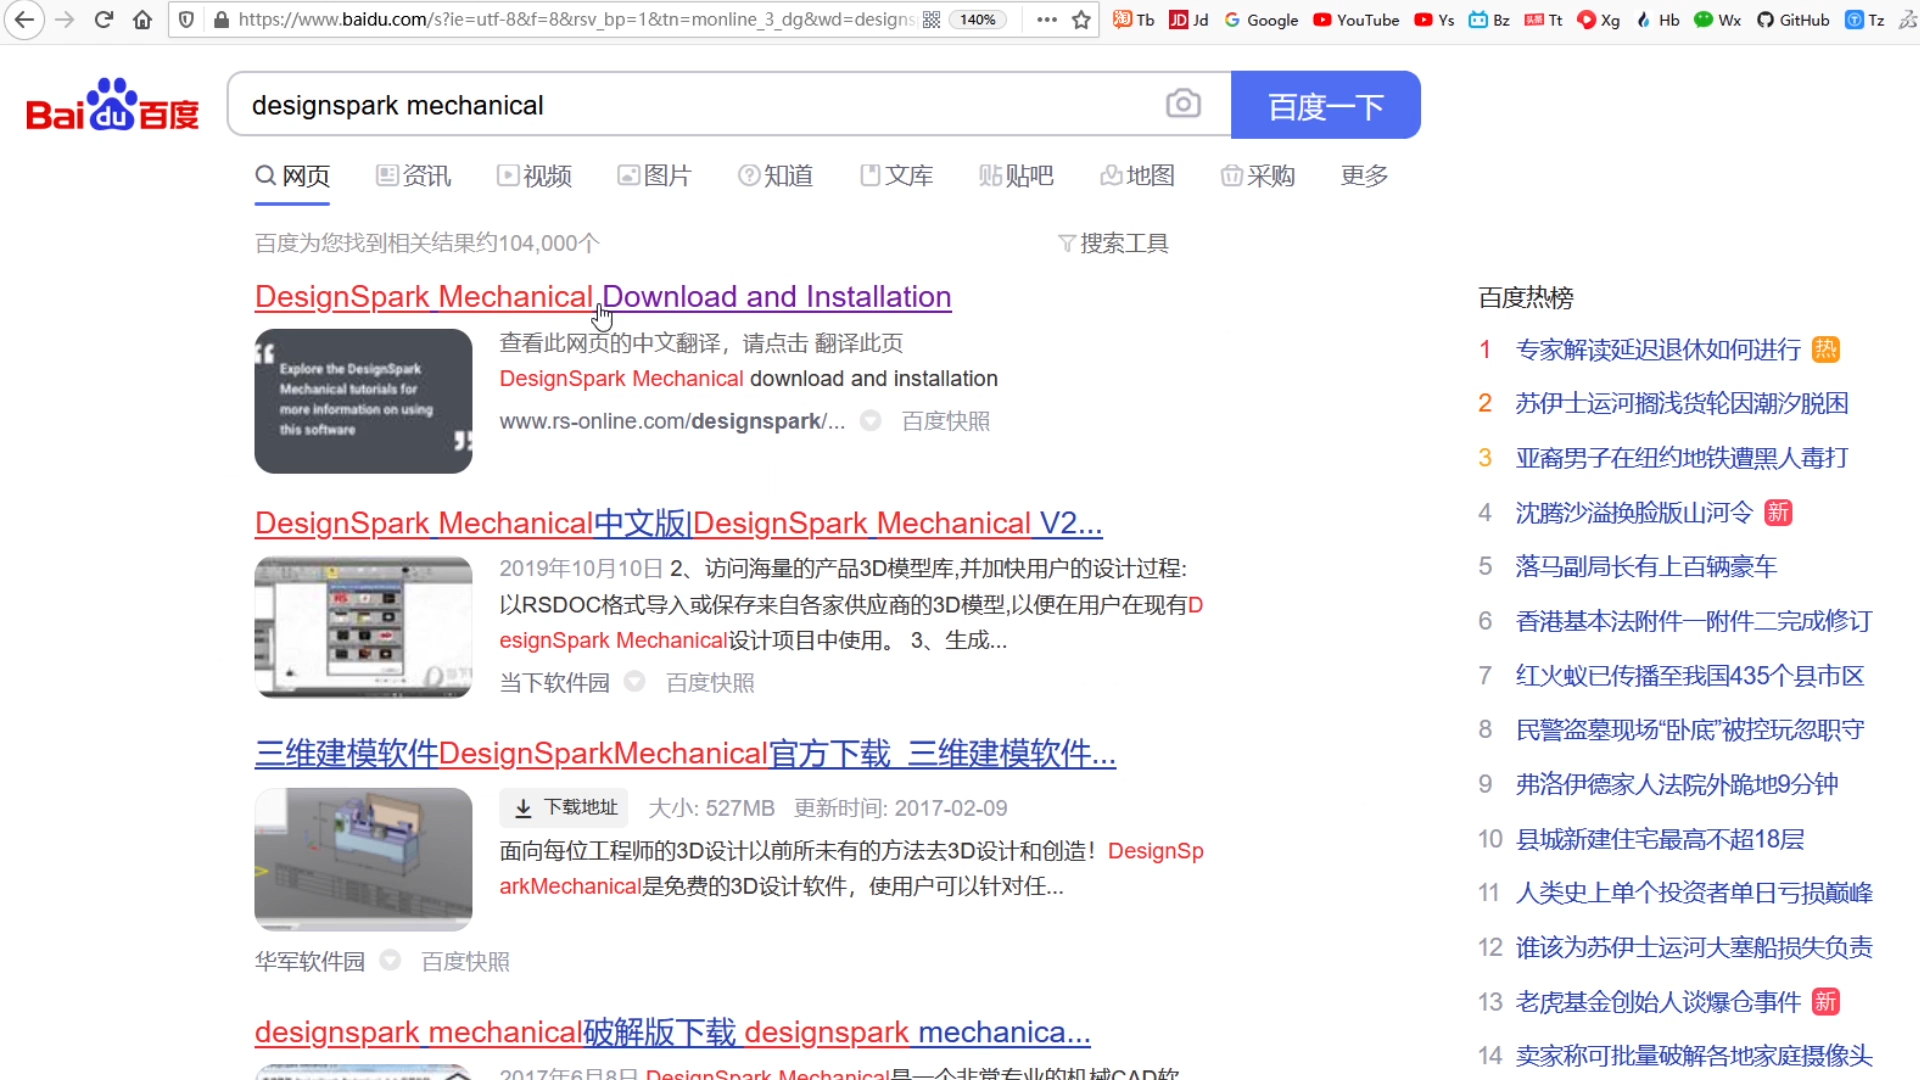 https://www.baidu.com/s?ie=utf-8&f=8&rsv_bp=1&tn=monline_3_dg&wd=designs 140% Tb JD Jd Google YouTube Ys Bz Tt Xg Hb Wx GitHub Tz
Bai du 百度 designspark mechanical 百度一下
网页 资讯 视频 图片 知道 文库 贴 贴吧 地图 采购 更多
百度为您找到相关结果约104,000个 搜索工具
DesignSpark Mechanical Download and Installation
Explore the DesignSpark
Mechanical tutorials for
more information on using
this software
查看此网页的中文翻译，请点击 翻译此页
DesignSpark Mechanical download and installation
www.rs-online.com/designspark/... 百度快照
DesignSpark Mechanical中文版|DesignSpark Mechanical V2...
2019年10月10日 2、访问海量的产品3D模型库,并加快用户的设计过程:
以RSDOC格式导入或保存来自各家供应商的3D模型,以便在用户在现有D
esignSpark Mechanical设计项目中使用。 3、生成...
当下软件园 百度快照
三维建模软件DesignSparkMechanical官方下载_三维建模软件...
下载地址 大小: 527MB 更新时间: 2017-02-09
面向每位工程师的3D设计以前所未有的方法去3D设计和创造！DesignSp
arkMechanical是免费的3D设计软件，使用户可以针对任...
华军软件园 百度快照
designspark mechanical破解版下载_designspark mechanica...
2017年6月8日 DesignSpark Mechanical是一个非常专业的机械CAD软
百度热榜
1 专家解读延迟退休如何进行 热
2 苏伊士运河搁浅货轮因潮汐脱困
3 亚裔男子在纽约地铁遭黑人毒打
4 沈腾沙溢换脸版山河令 新
5 落马副局长有上百辆豪车
6 香港基本法附件一附件二完成修订
7 红火蚁已传播至我国435个县市区
8 民警盗墓现场“卧底”被控玩忽职守
9 弗洛伊德家人法院外跪地9分钟
10 县城新建住宅最高不超18层
11 人类史上单个投资者单日亏损巅峰
12 谁该为苏伊士运河大塞船损失负责
13 老虎基金创始人谈爆仓事件 新
14 卖家称可批量破解各地家庭摄像头